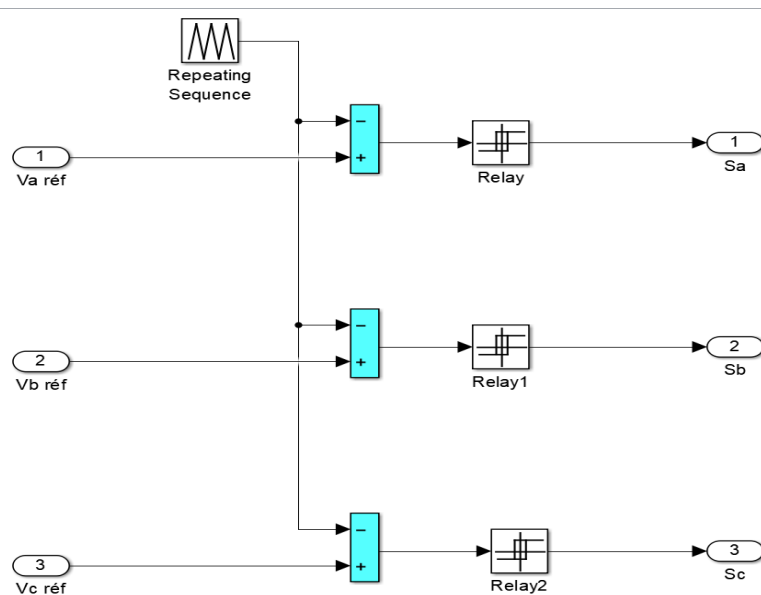 Repeating
Sequence
−
+
1
Va réf
Relay
1
Sa
−
+
2
Vb réf
Relay1
2
Sb
−
+
3
Vc réf
Relay2
3
Sc